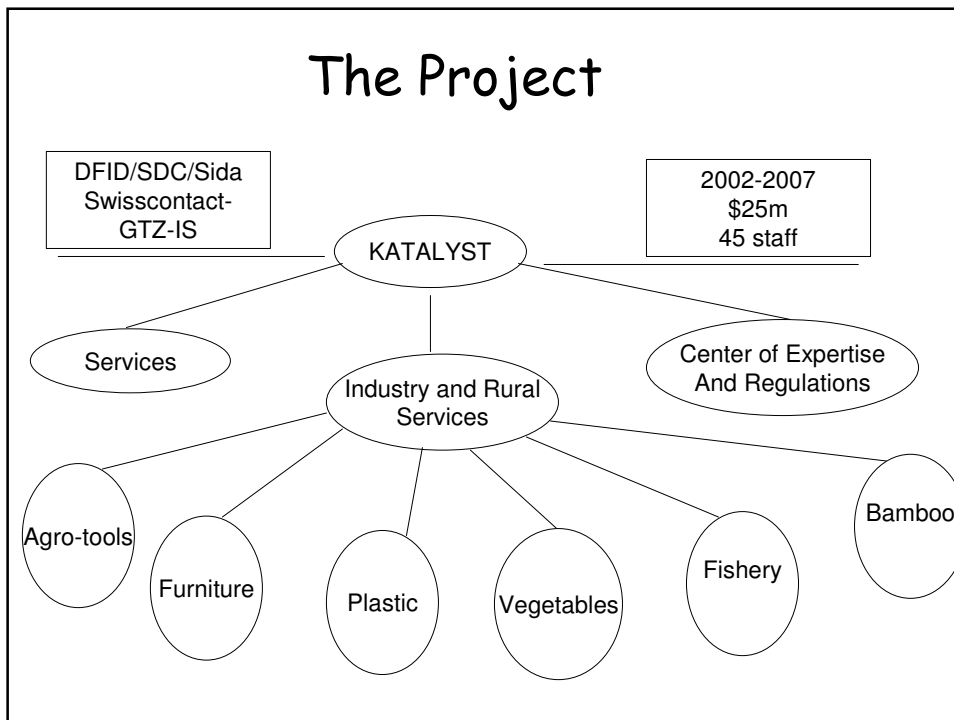 The Project
DFID/SDC/Sida
Swisscontact-
GTZ-IS
2002-2007
$25m
45 staff
KATALYST
Services
Industry and Rural
Services
Center of Expertise
And Regulations
Agro-tools
Furniture
Plastic
Vegetables
Fishery
Bamboo